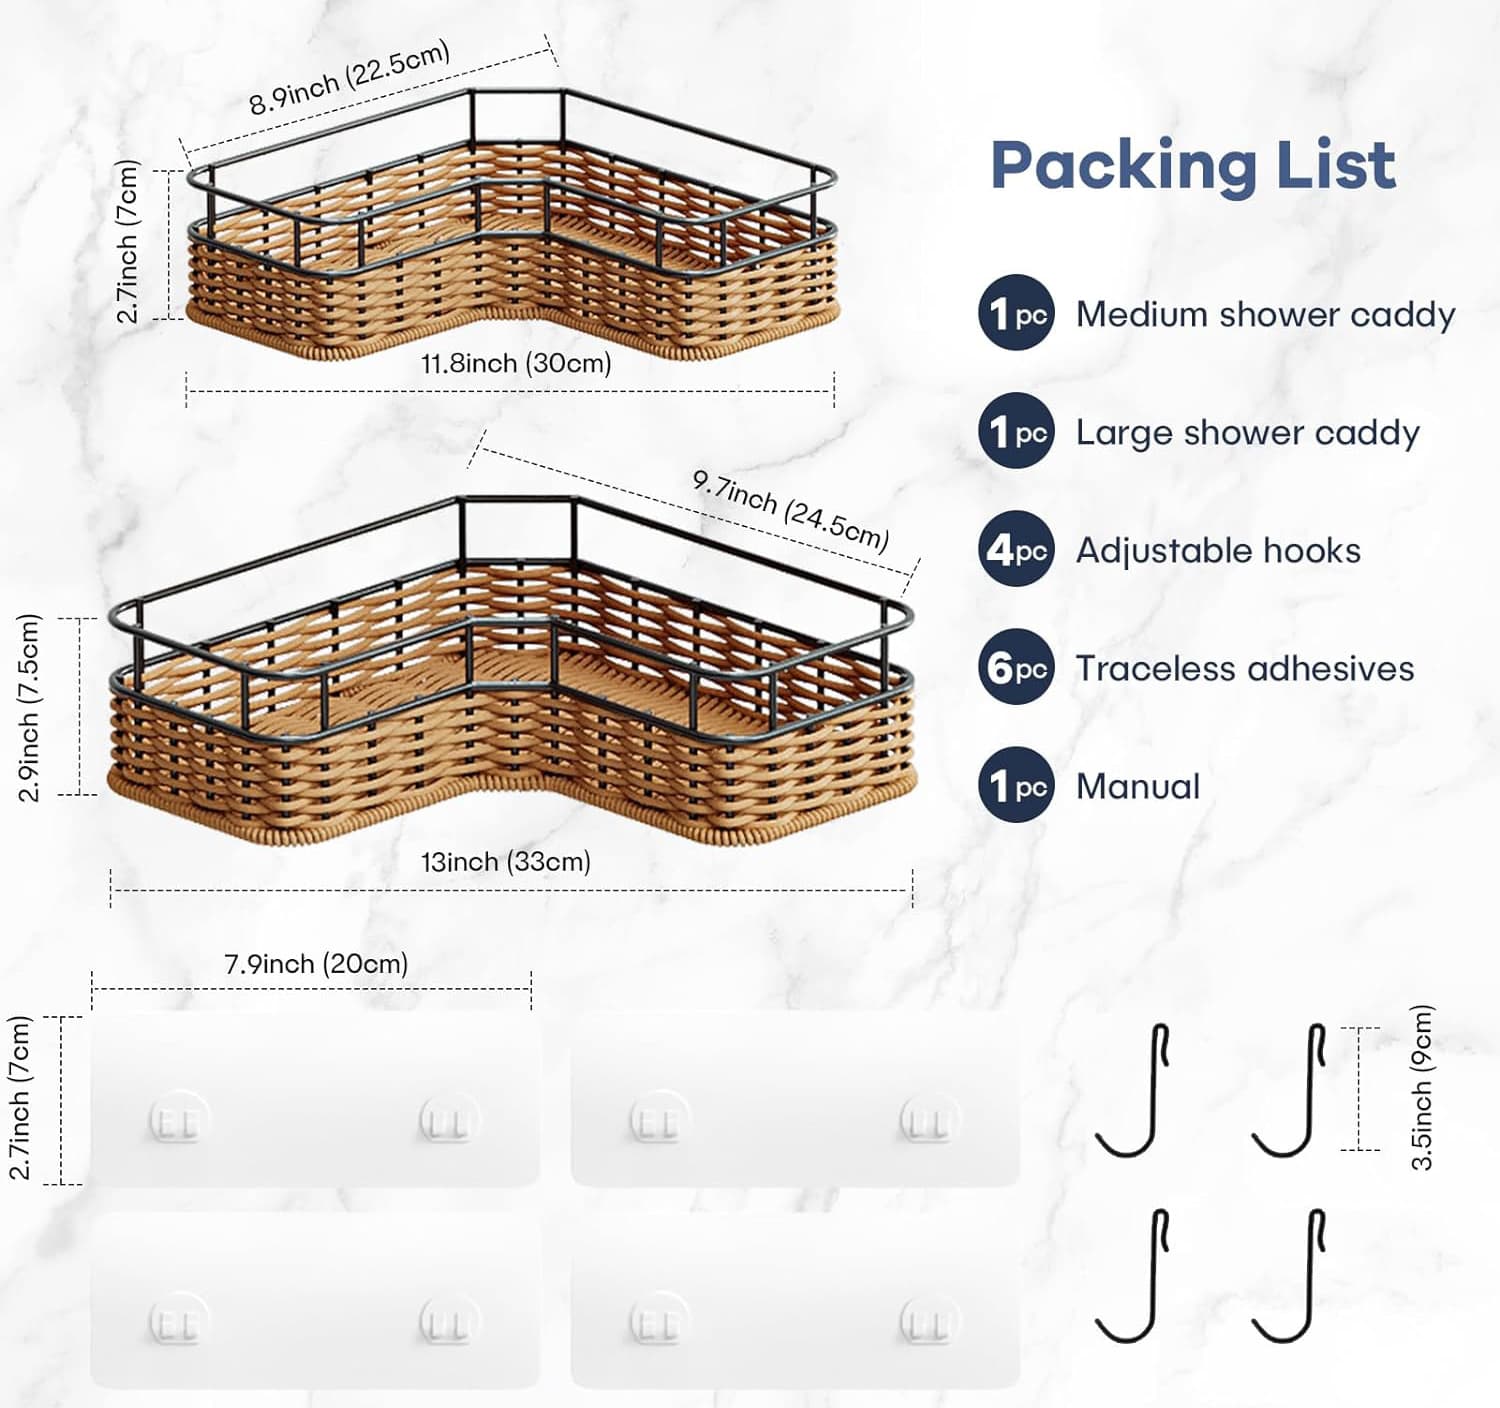 8.9inch (22.5cm)
2.7inch (7cm)
11.8inch (30cm)
9.7inch (24.5cm)
2.9inch (7.5cm)
13inch (33cm)
Packing List
1pc Medium shower caddy
1pc Large shower caddy
4pc Adjustable hooks
6pc Traceless adhesives
1pc Manual
7.9inch (20cm)
2.7inch (7cm)
3.5inch (9cm)